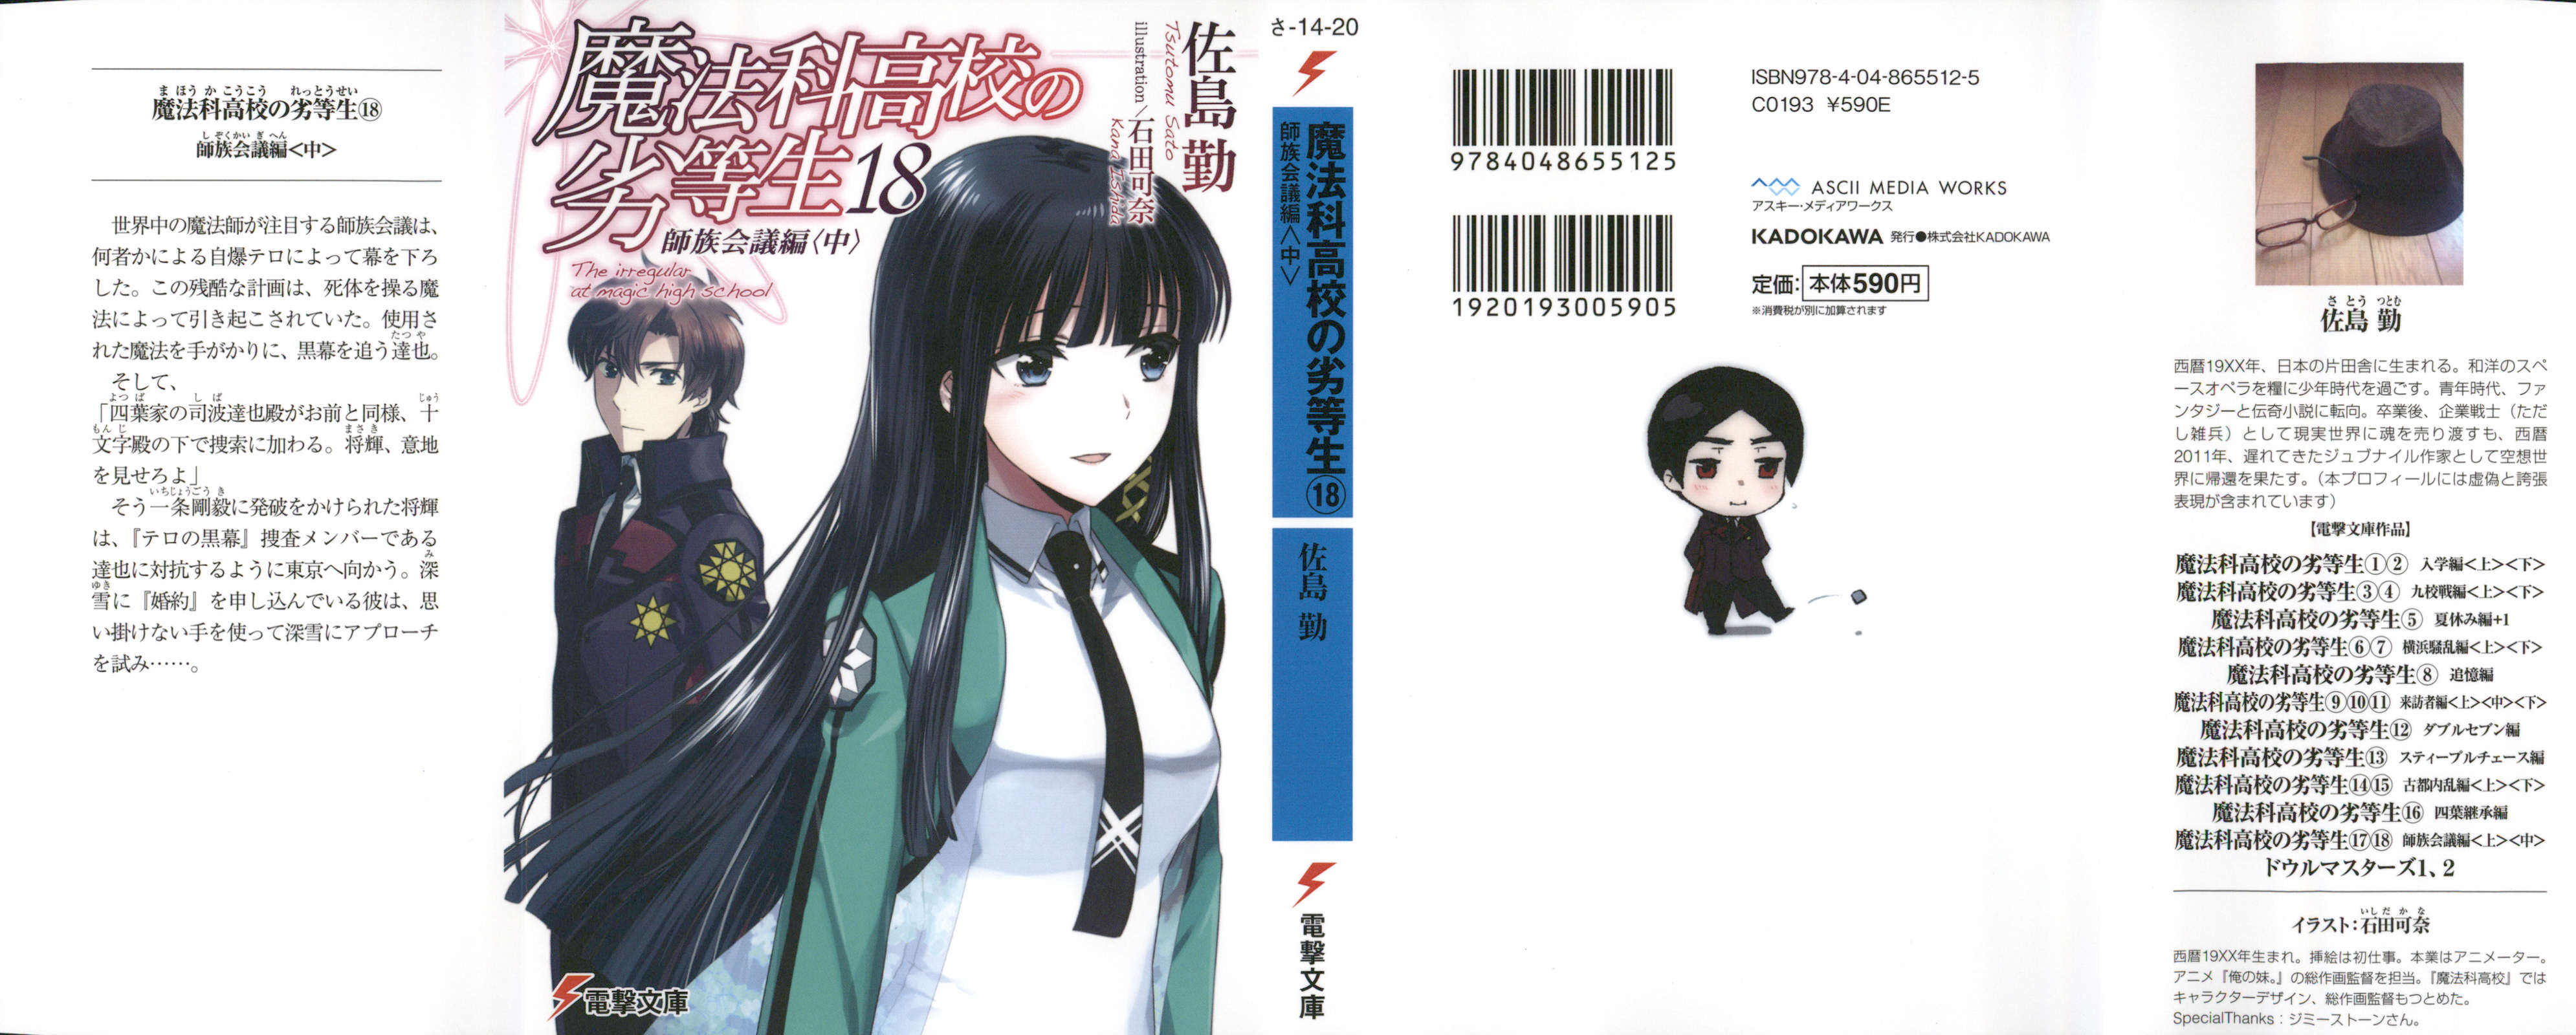 魔法科高校の劣等生⑱
師族会議編<中>
世界中の魔法師が注目する師族会議は、
何者かによる自爆テロによって幕を下ろ
した。この残酷な計画は、死体を操る魔
法によって引き起こされていた。使用さ
れた魔法を手がかりに、黒幕を追う達也。
そして、
「四葉家の司波達也殿がお前と同様、十
文字殿の下で捜索に加わる。将輝、意地
を見せろよ」
そう一条剛毅に発破をかけられた将輝
は、『テロの黒幕』捜査メンバーである
達也に対抗するように東京へ向かう。深
雪に『婚約』を申し込んでいる彼は、思
い掛けない手を使って深雪にアプローチ
を試み……。
魔法科高校の
劣等生18
師族会議編〈中〉
The irregular
at magic high school
佐島 勤
Tsutomu Sato
illustration/石田可奈
Kana Ishida
電撃文庫
さ-14-20
魔法科高校の劣等生⑱
師族会議編<中>
佐島 勤
電撃文庫
9784048655125
1920193005905
ISBN978-4-04-865512-5
C0193 ¥590E
ASCII MEDIA WORKS
アスキー・メディアワークス
KADOKAWA 発行●株式会社KADOKAWA
定価:本体590円
※消費税が別に加算されます
佐島 勤
西暦19XX年、日本の片田舎に生まれる。和洋のスペ
ースオペラを糧に少年時代を過ごす。青年時代、ファ
ンタジーと伝奇小説に転向。卒業後、企業戦士(ただ
し雑兵)として現実世界に魂を売り渡すも、西暦
2011年、遅れてきたジュブナイル作家として空想世
界に帰還を果たす。(本プロフィールには虚偽と誇張
表現が含まれています)
【電撃文庫作品】
魔法科高校の劣等生①② 入学編<上><下>
魔法科高校の劣等生③④ 九校戦編<上><下>
魔法科高校の劣等生⑤ 夏休み編+1
魔法科高校の劣等生⑥⑦ 横浜騒乱編<上><下>
魔法科高校の劣等生⑧ 追憶編
魔法科高校の劣等生⑨⑩⑪ 来訪者編<上><中><下>
魔法科高校の劣等生⑫ ダブルセブン編
魔法科高校の劣等生⑬ スティープルチェース編
魔法科高校の劣等生⑭⑮ 古都内乱編<上><下>
魔法科高校の劣等生⑯ 四葉継承編
魔法科高校の劣等生⑰⑱ 師族会議編<上><中>
ドウルマスターズ1、2
イラスト:石田可奈
西暦19XX年生まれ。挿絵は初仕事。本業はアニメーター。
アニメ『俺の妹。』の総作画監督を担当。『魔法科高校』では
キャラクターデザイン、総作画監督もつとめた。
SpecialThanks:ジミーストーンさん。